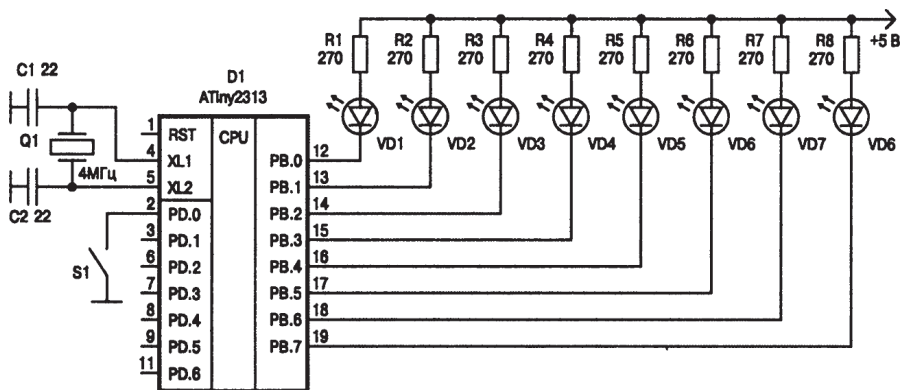 R1 270
R2 270
R3 270
R4 270
R5 270
R6 270
R7 270
R8 270
+5 В
C1 22
D1
ATiny2313
Q1
4МГц
C2 22
S1
VD1
VD2
VD3
VD4
VD5
VD6
VD7
VD6
CPU
1 RST
4 XL1
5 XL2
2 PD.0
3 PD.1
6 PD.2
7 PD.3
8 PD.4
9 PD.5
11 PD.6
PB.0 12
PB.1 13
PB.2 14
PB.3 15
PB.4 16
PB.5 17
PB.6 18
PB.7 19